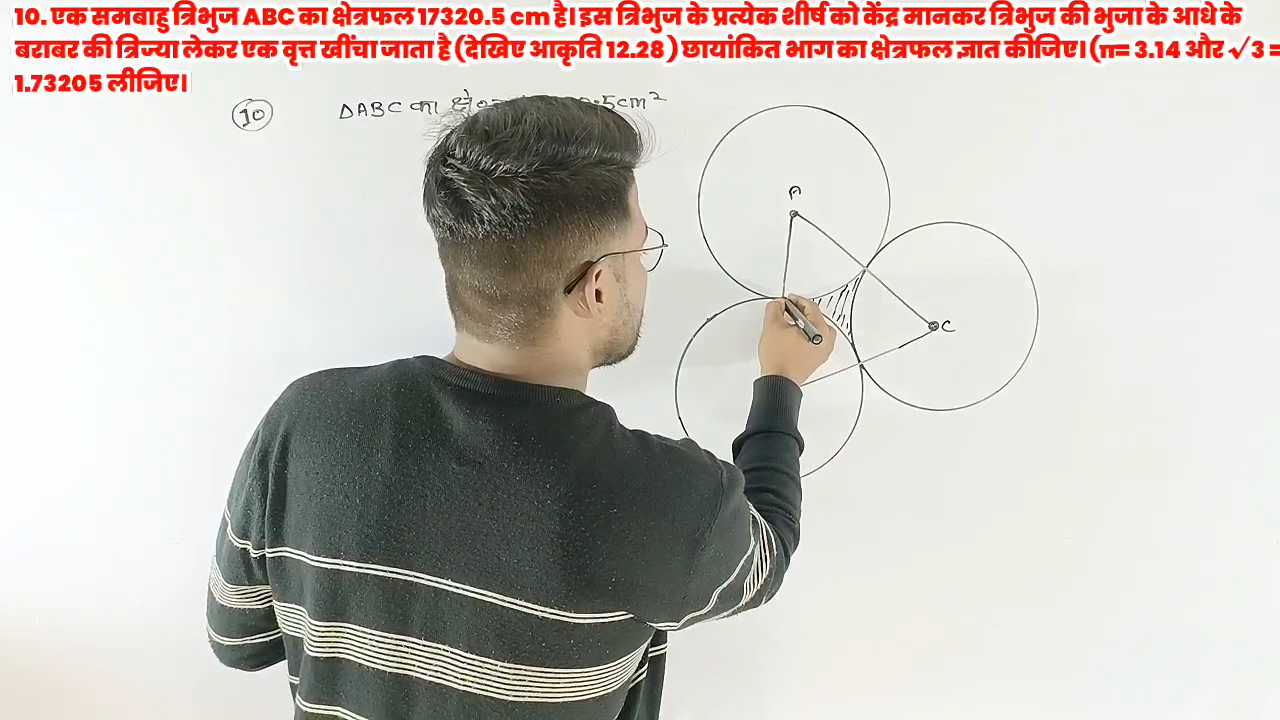 10. एक समबाहु त्रिभुज ABC का क्षेत्रफल 17320.5 cm है। इस त्रिभुज के प्रत्येक शीर्ष को केंद्र मानकर त्रिभुज की भुजा के आधे के
बराबर की त्रिज्या लेकर एक वृत्त खींचा जाता है (देखिए आकृति 12.28) छायांकित भाग का क्षेत्रफल ज्ञात कीजिए। (π= 3.14 और √3 =
1.73205 लीजिए।
10 ΔABC का .5cm²
A
C